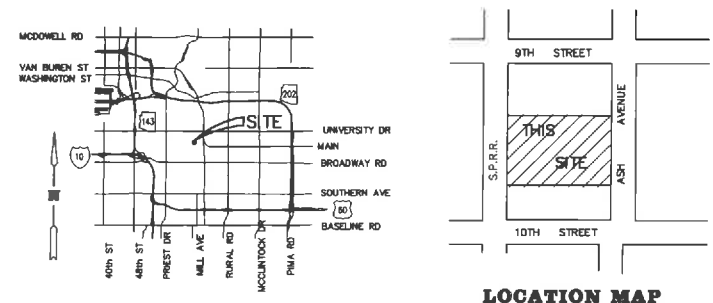 MCDOWELL RD
VAN BUREN ST
WASHINGTON ST
202
143
SITE
UNIVERSITY DR
MAIN
10
BROADWAY RD
SOUTHERN AVE
60
BASELINE RD
40th ST
48th ST
PRIEST DR
MILL AVE
RURAL RD
MCCLINTOCK DR
PIMA RD
9TH STREET
AVENUE
THIS
SITE
S.P.R.R.
ASH
10TH STREET
LOCATION MAP